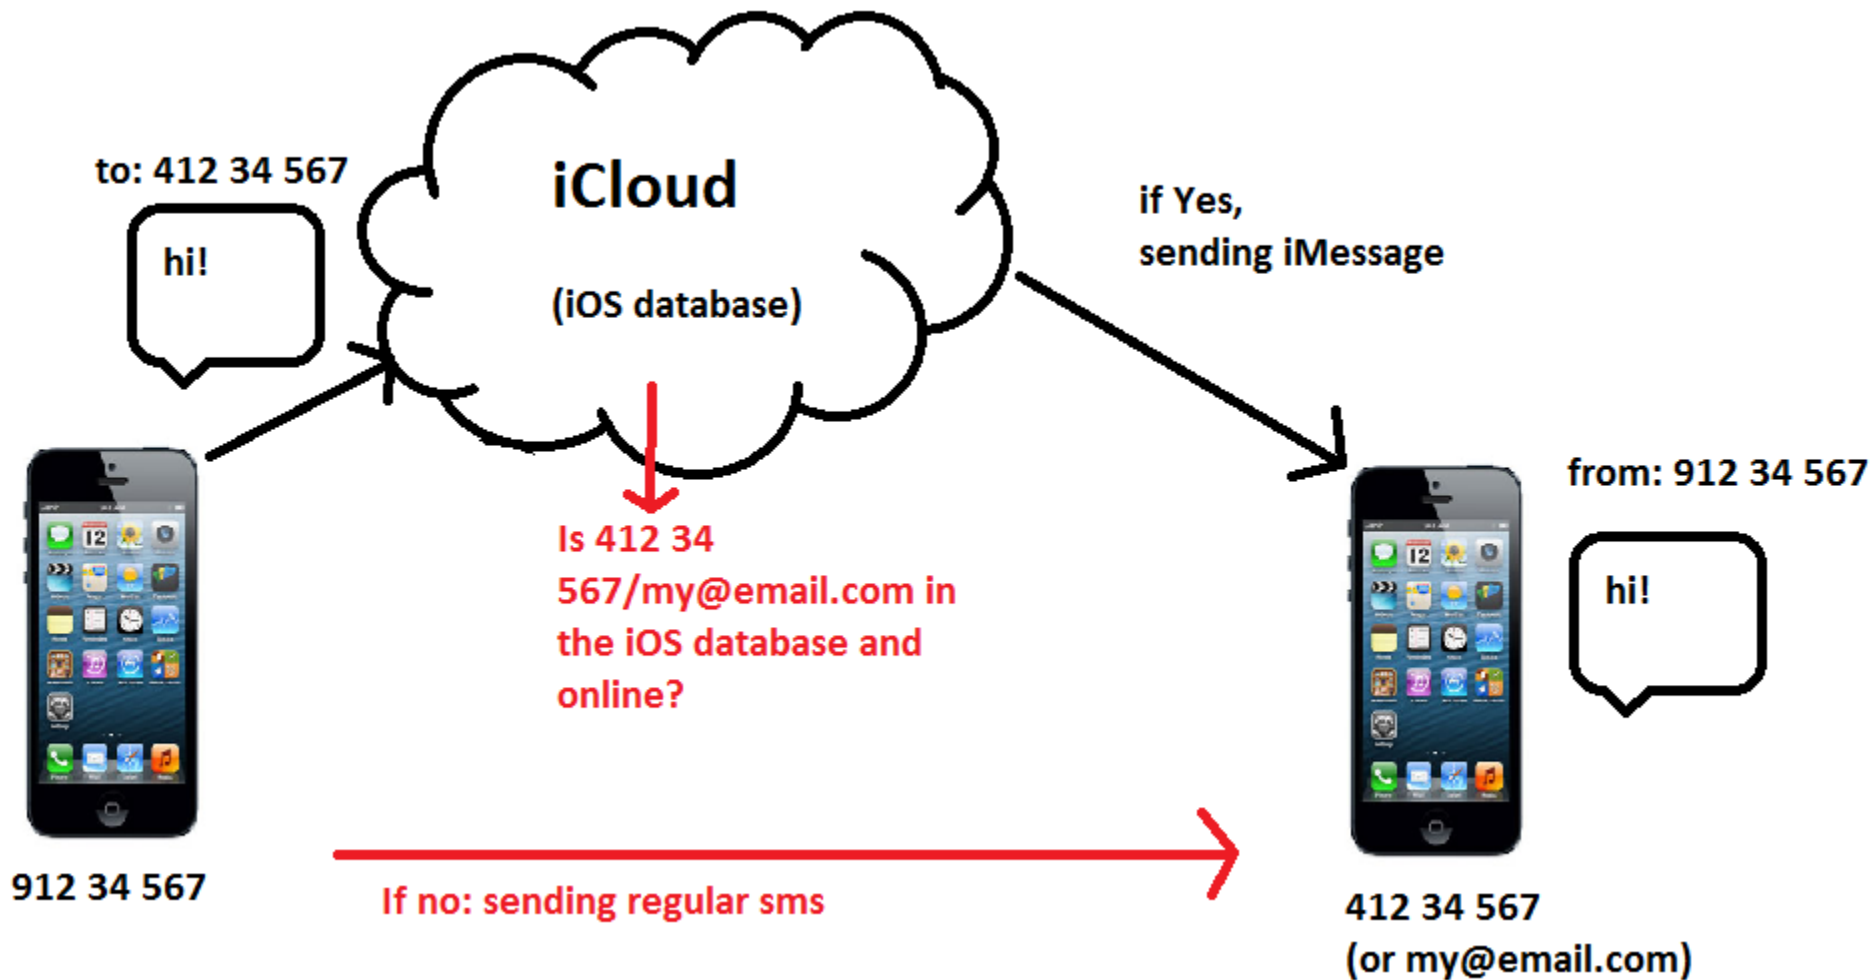 to: 412 34 567
hi!
iCloud
(iOS database)
if Yes,
sending iMessage
from: 912 34 567
hi!
Is 412 34
567/my@email.com in
the iOS database and
online?
912 34 567
If no: sending regular sms
412 34 567
(or my@email.com)
12
12